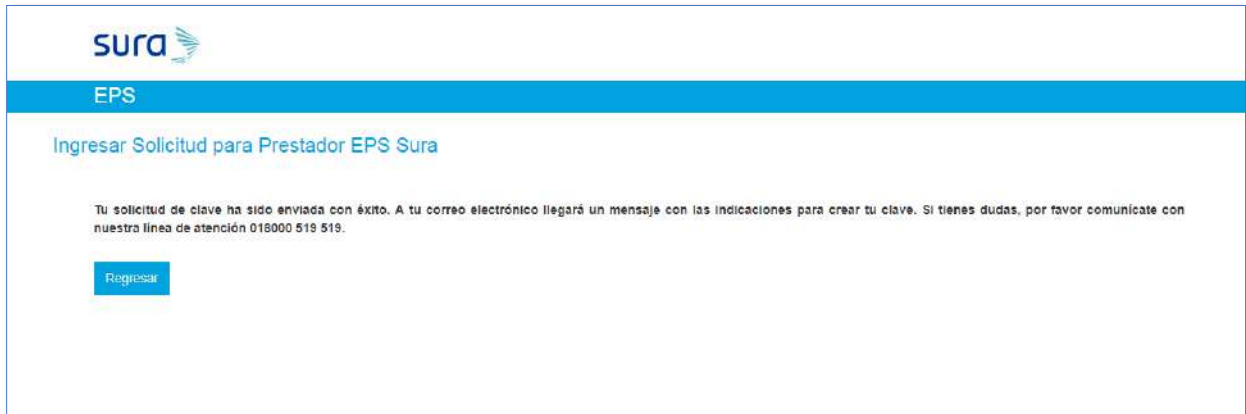 sura
EPS
Ingresar Solicitud para Prestador EPS Sura
Tu solicitud de clave ha sido enviada con éxito. A tu correo electrónico llegará un mensaje con las indicaciones para crear tu clave. Si tienes dudas, por favor comunícate con
nuestra línea de atención 018000 519 519.
Regresar